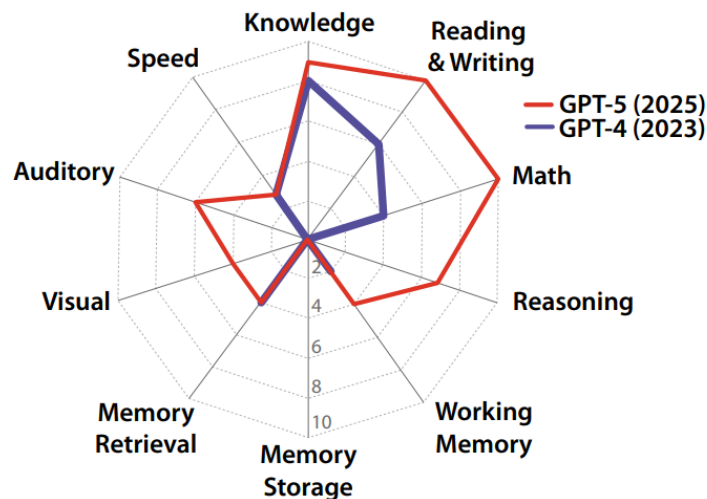 Knowledge
Reading
& Writing
Speed
GPT-5 (2025)
GPT-4 (2023)
Auditory
Math
2
Visual
Reasoning
4
6
8
Memory
Retrieval
10
Working
Memory
Memory
Storage